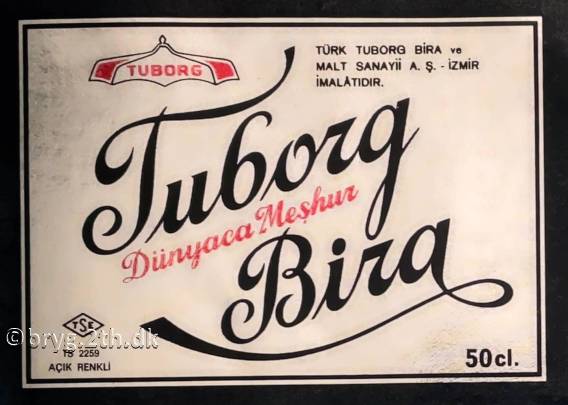 TUBORG
TÜRK TUBORG BİRA ve
MALT SANAYİİ A. Ş. - İZMİR
İMALÂTIDIR.
Tuborg
Dünyaca Meşhur
Bira
TSE
© bryg.2th.dk
TS 2259
AÇIK RENKLİ
50cl.